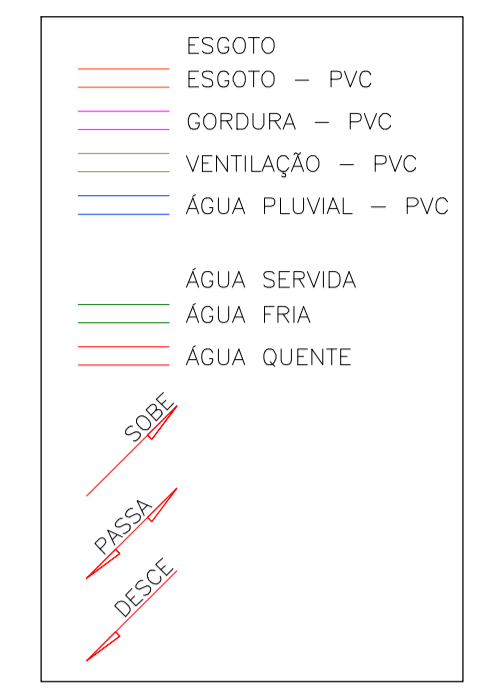 ESGOTO
ESGOTO – PVC
GORDURA – PVC
VENTILAÇÃO – PVC
ÁGUA PLUVIAL – PVC
ÁGUA SERVIDA
ÁGUA FRIA
ÁGUA QUENTE
SOBE
PASSA
DESCE